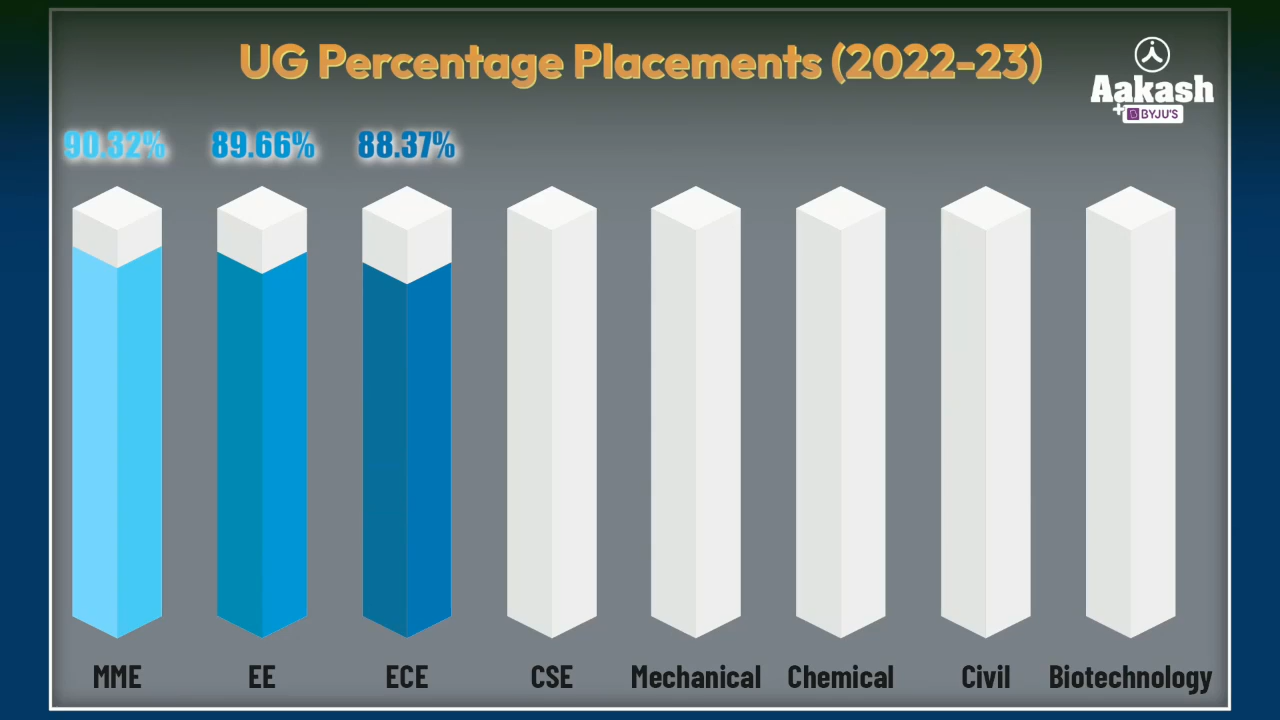 UG Percentage Placements (2022-23)
Aakash
+ BYJU'S
90.32% 89.66% 88.37%
MME EE ECE CSE Mechanical Chemical Civil Biotechnology